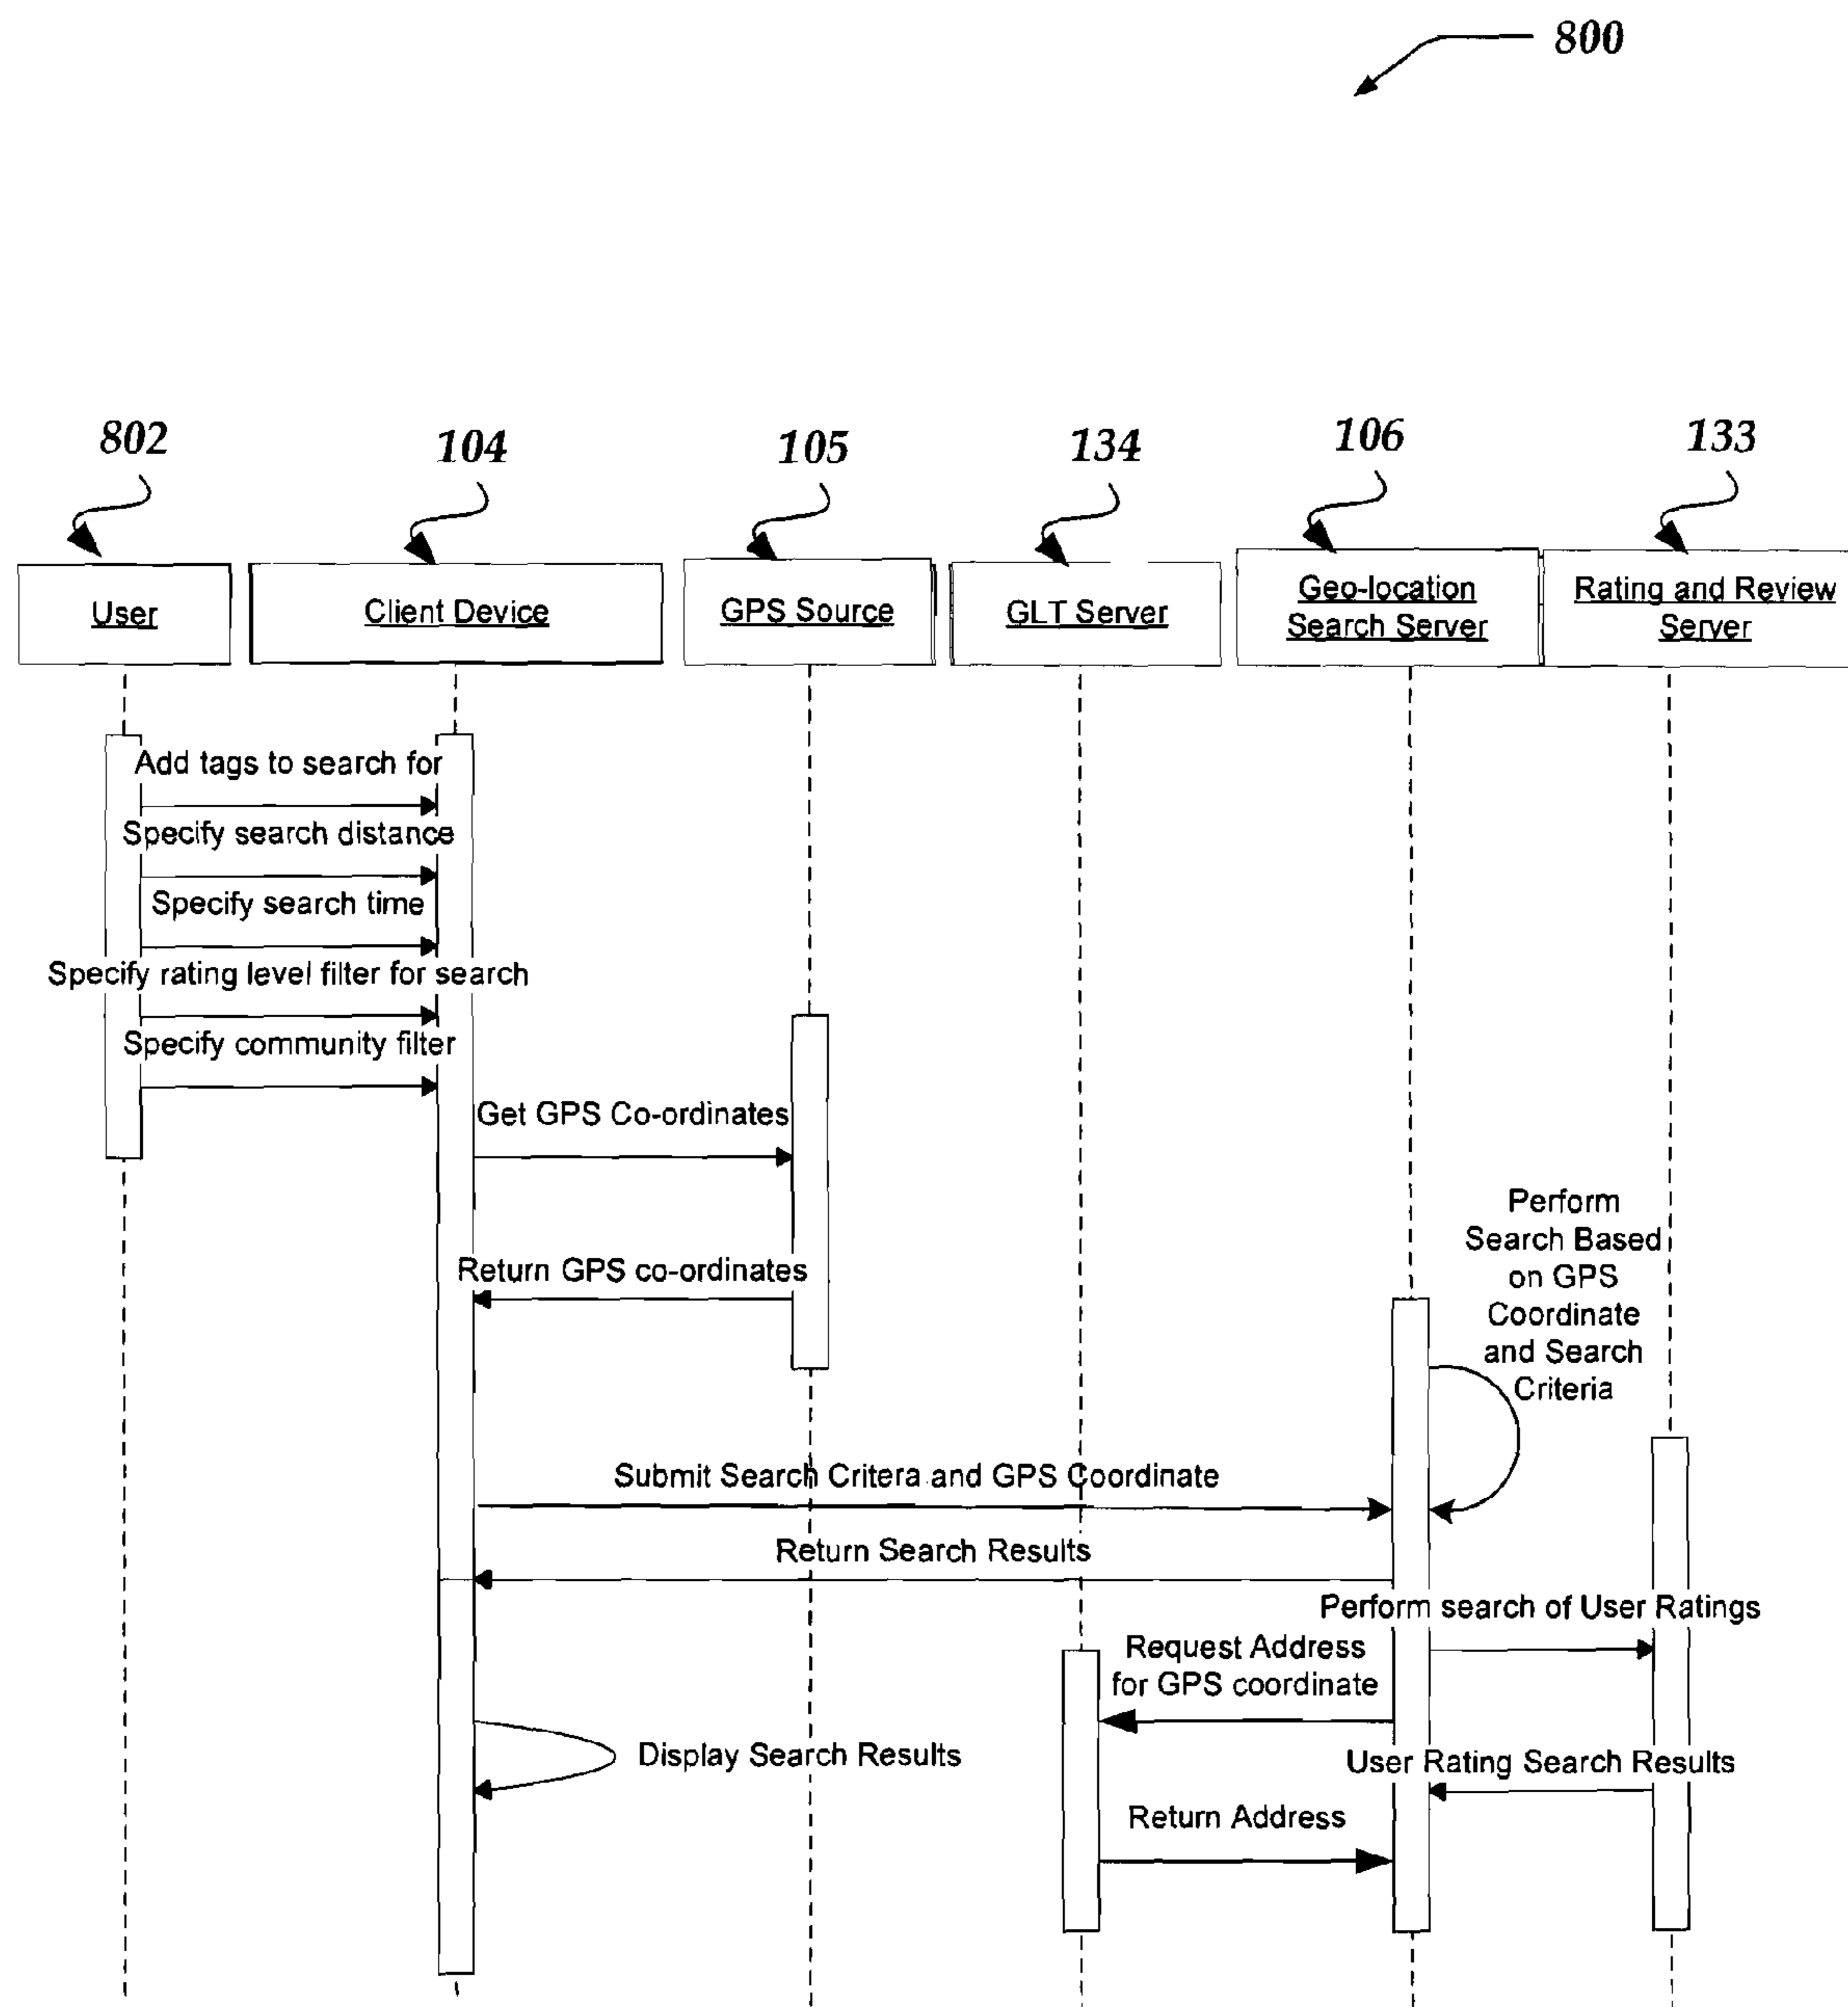 800
802
104
105
134
106
133
User
Client Device
GPS Source
GLT Server
Geo-location
Search Server
Rating and Review
Server
Add tags to search for
Specify search distance
Specify search time
Specify rating level filter for search
Specify community filter
Get GPS Co-ordinates
Return GPS co-ordinates
Perform
Search Based
on GPS
Coordinate
and Search
Criteria
Submit Search Critera and GPS Coordinate
Return Search Results
Perform search of User Ratings
Request Address
for GPS coordinate
Display Search Results
User Rating Search Results
Return Address